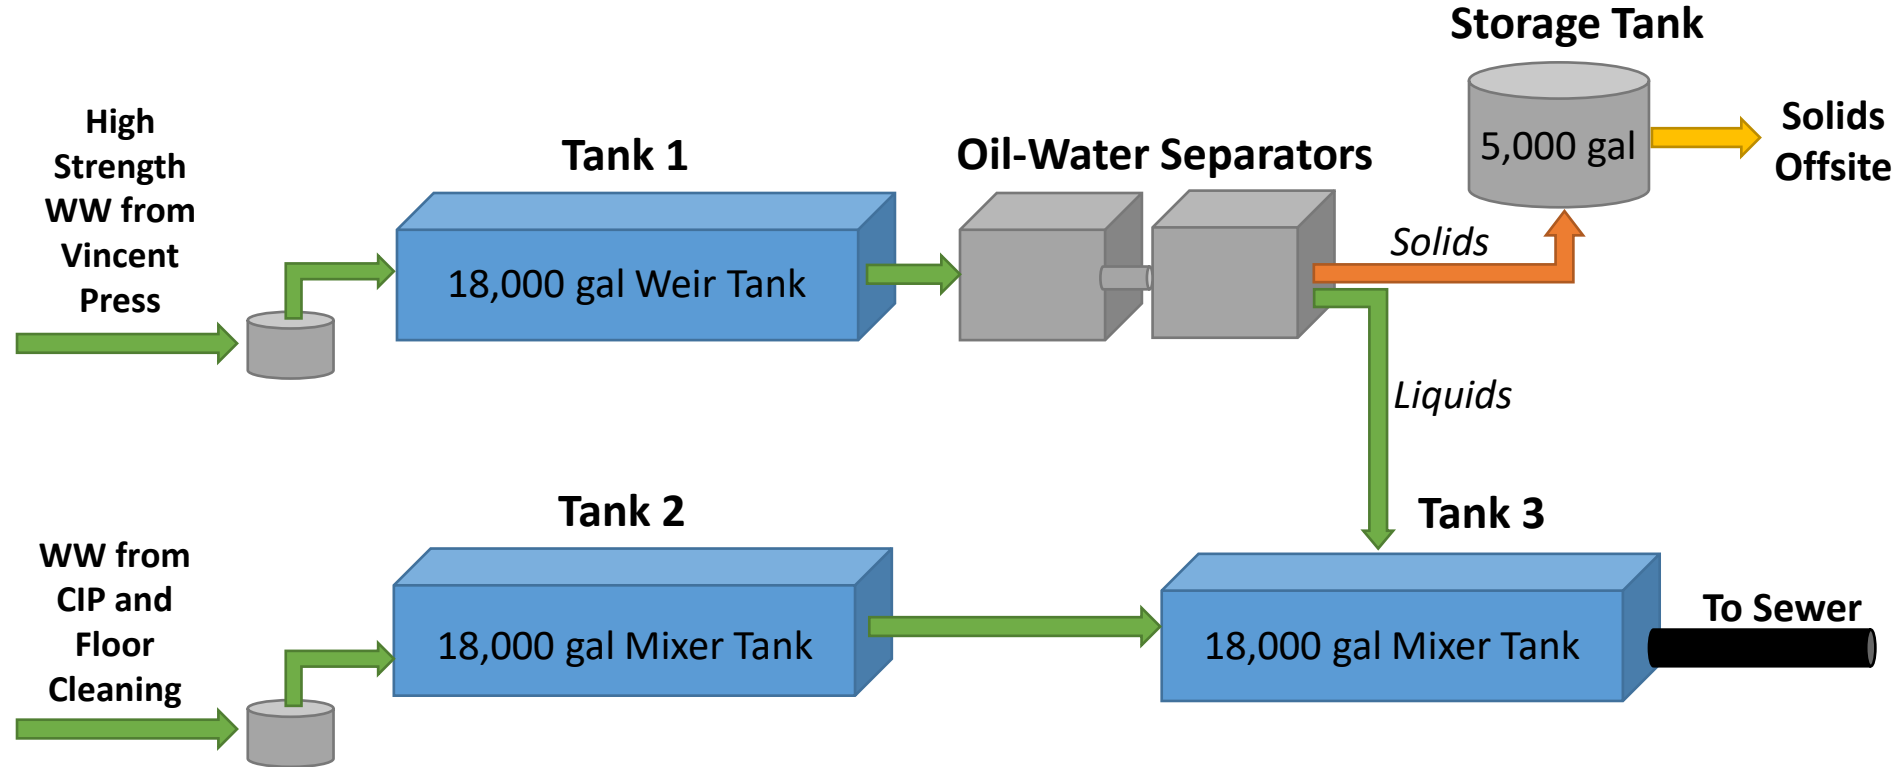 Storage Tank
5,000 gal
Solids
Offsite
High
Strength
WW from
Vincent
Press
Tank 1
18,000 gal Weir Tank
Oil-Water Separators
Solids
Liquids
WW from
CIP and
Floor
Cleaning
Tank 2
18,000 gal Mixer Tank
Tank 3
18,000 gal Mixer Tank
To Sewer